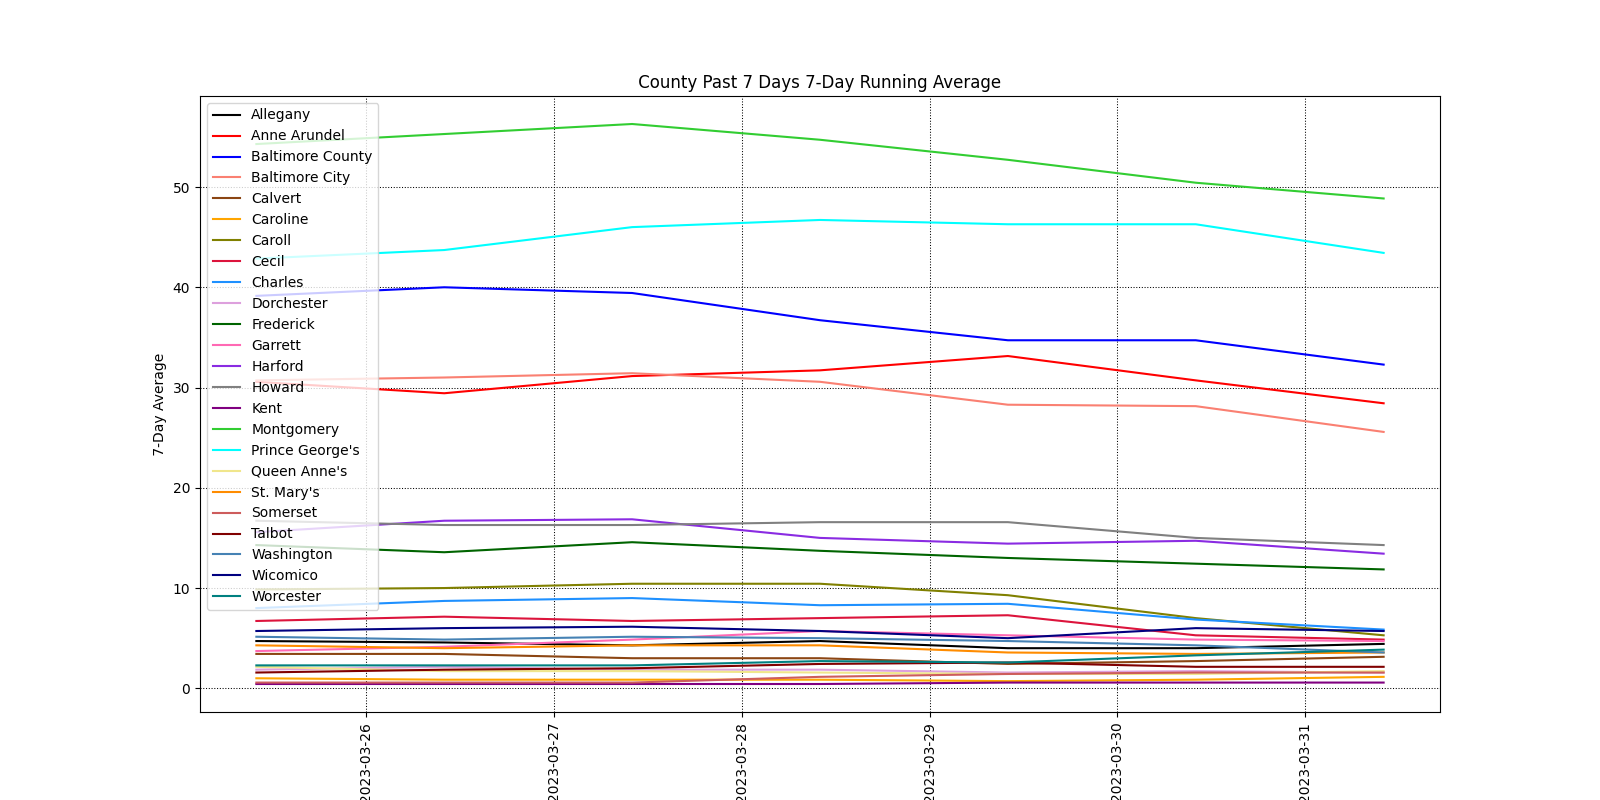 County Past 7 Days 7-Day Running Average
7-Day Average
50
40
30
20
10
0
Allegany
Anne Arundel
Baltimore County
Baltimore City
Calvert
Caroline
Caroll
Cecil
Charles
Dorchester
Frederick
Garrett
Harford
Howard
Kent
Montgomery
Prince George's
Queen Anne's
St. Mary's
Somerset
Talbot
Washington
Wicomico
Worcester
2023-03-26
2023-03-27
2023-03-28
2023-03-29
2023-03-30
2023-03-31